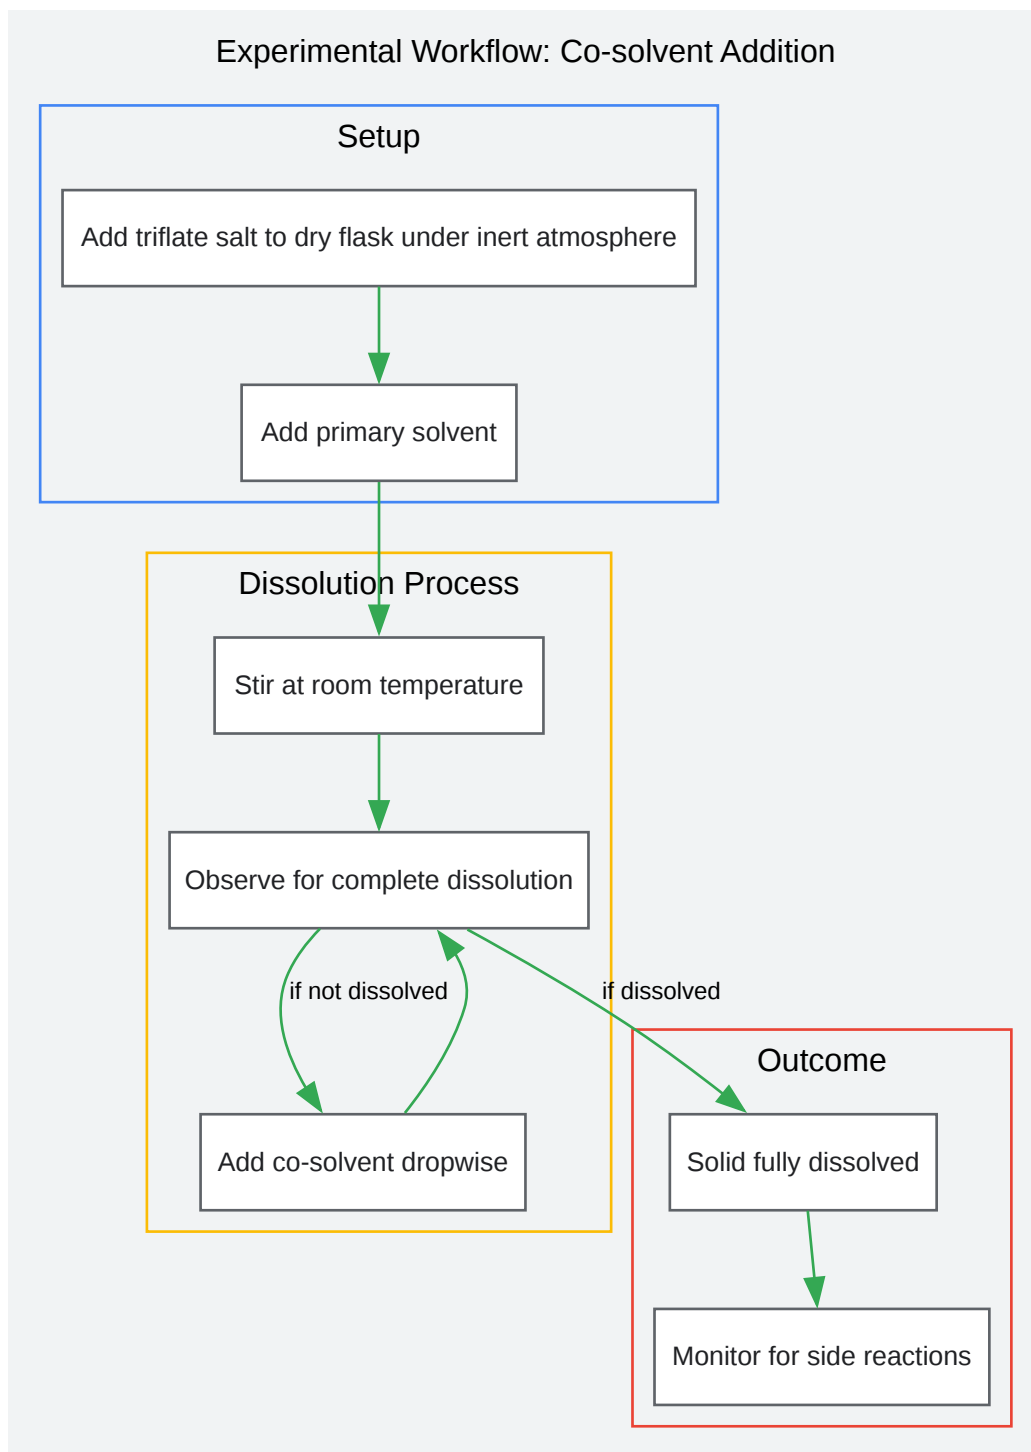 Experimental Workflow: Co-solvent Addition
Setup
Add triflate salt to dry flask under inert atmosphere
Add primary solvent
Dissolution Process
Stir at room temperature
Observe for complete dissolution
if not dissolved
if dissolved
Add co-solvent dropwise
Outcome
Solid fully dissolved
Monitor for side reactions